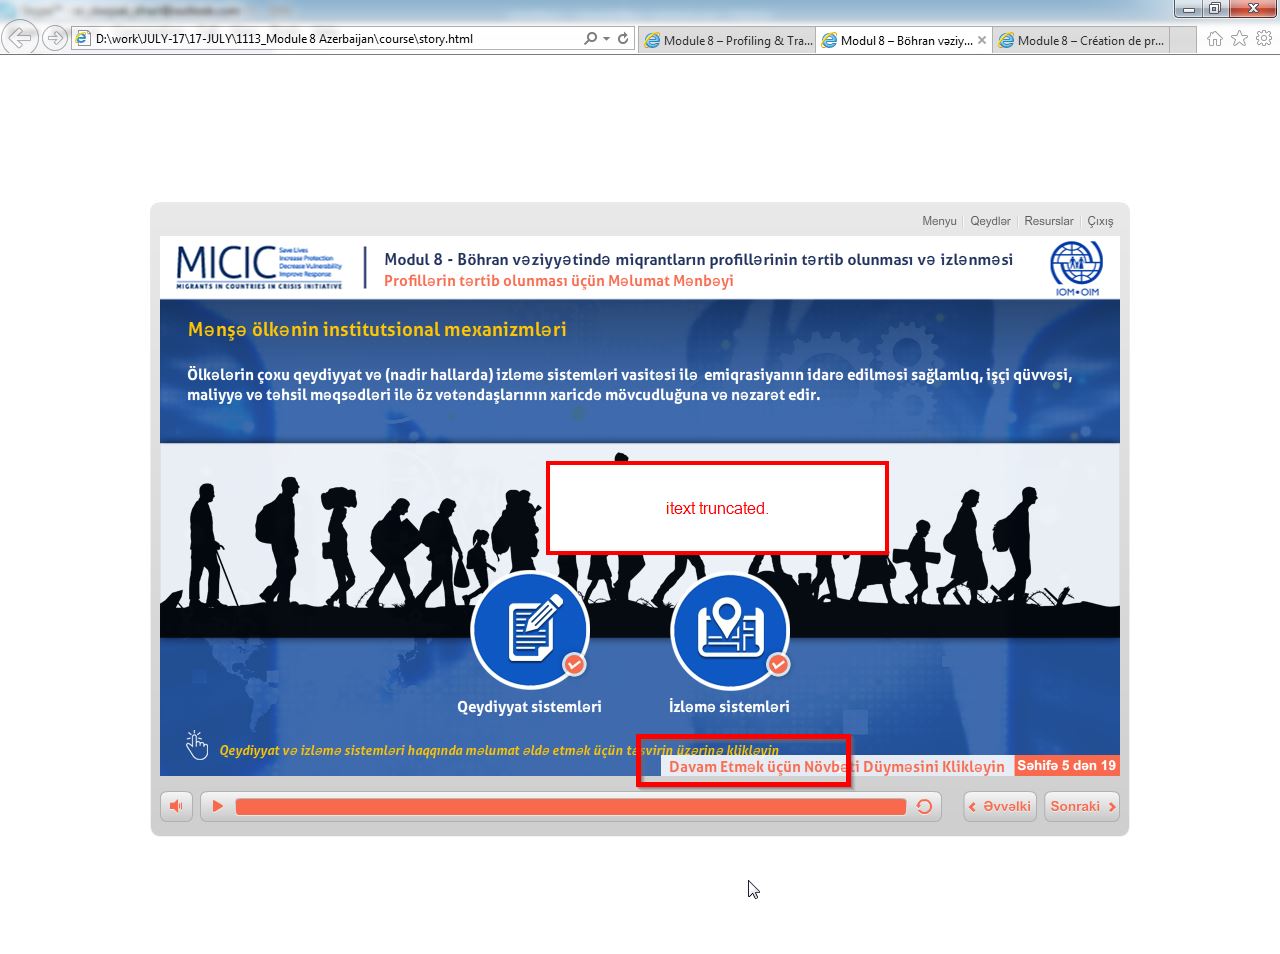 D:\work\JULY-17\17-JULY\1113_Module 8 Azerbaijan\course\story.html
Module 8 – Profiling & Tra...
Modul 8 – Böhran vəziy...
Module 8 – Création de pr...
Menyu
Qeydlər
Resurslar
Çıxış
MICIC
Save Lives
Increase Protection
Decrease Vulnerability
Improve Response
MIGRANTS IN COUNTRIES IN CRISIS INITIATIVE
Modul 8 - Böhran vəziyyətində miqrantların profillərinin tərtib olunması və izlənməsi
Profillərin tərtib olunması üçün Məlumat Mənbəyi
IOM•OIM
Mənşə ölkənin institutsional mexanizmləri
Ölkələrin çoxu qeydiyyat və (nadir hallarda) izləmə sistemləri vasitəsi ilə emiqrasiyanın idarə edilməsi sağlamlıq, işçi qüvvəsi,
maliyyə və təhsil məqsədləri ilə öz vətəndaşlarının xaricdə mövcudluğuna və nəzarət edir.
itext truncated.
Qeydiyyat sistemləri
İzləmə sistemləri
Qeydiyyat və izləmə sistemləri haqqında məlumat əldə etmək üçün təsvirin üzərinə klikləyin
Davam Etmək üçün Növbəti Düyməsini Klikləyin
Səhifə 5 dən 19
Əvvəlki
Sonraki